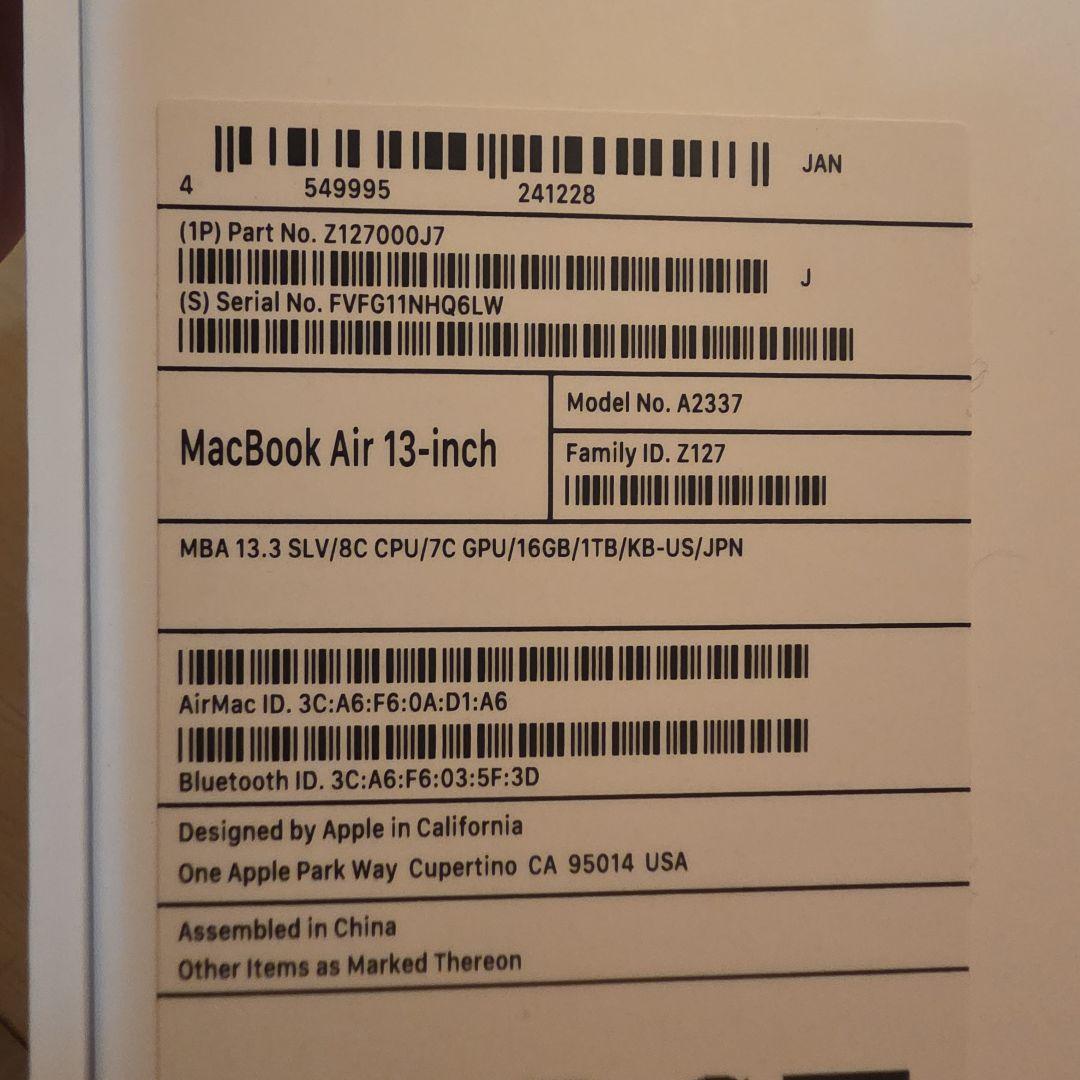 JAN
4 549995 241228
(1P) Part No. Z127000J7
J
(S) Serial No. FVFG11NHQ6LW
MacBook Air 13-inch
Model No. A2337
Family ID. Z127
MBA 13.3 SLV/8C CPU/7C GPU/16GB/1TB/KB-US/JPN
AirMac ID. 3C:A6:F6:0A:D1:A6
Bluetooth ID. 3C:A6:F6:03:5F:3D
Designed by Apple in California
One Apple Park Way Cupertino CA 95014 USA
Assembled in China
Other Items as Marked Thereon